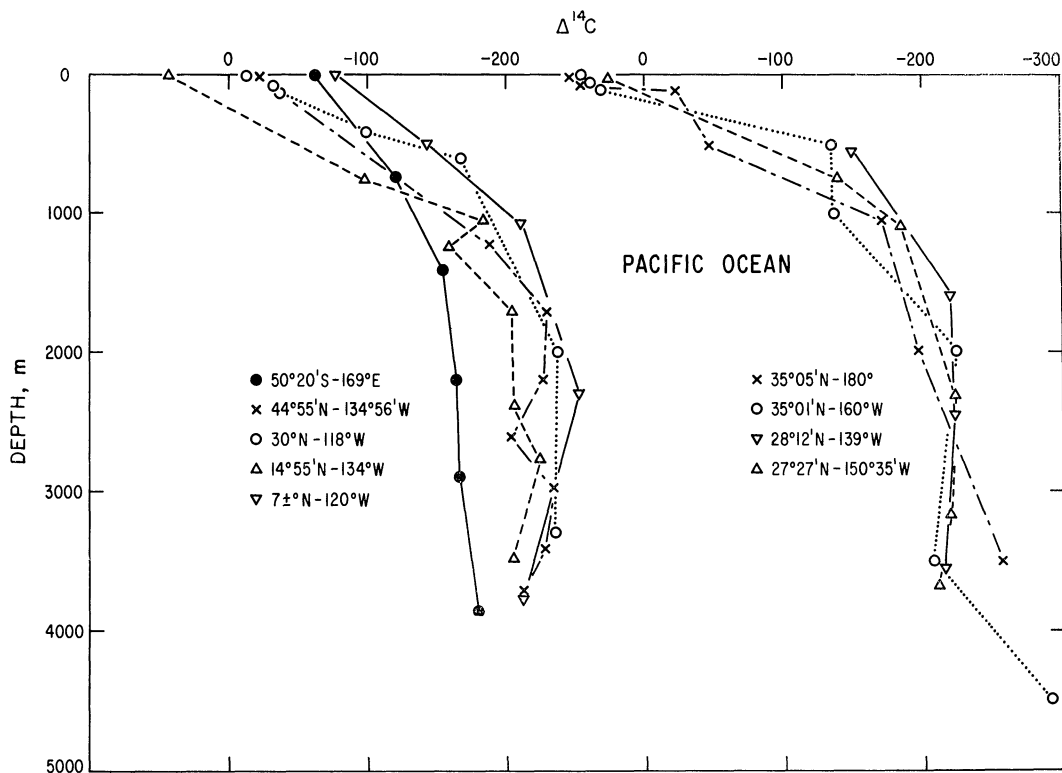 Δ¹⁴C
0 -100 -200 0 -100 -200 -300
0
1000
2000
3000
4000
5000
DEPTH, m
PACIFIC OCEAN
50°20'S-169°E
44°55'N-134°56'W
30°N-118°W
14°55'N-134°W
7±°N-120°W
35°05'N-180°
35°01'N-160°W
28°12'N-139°W
27°27'N-150°35'W